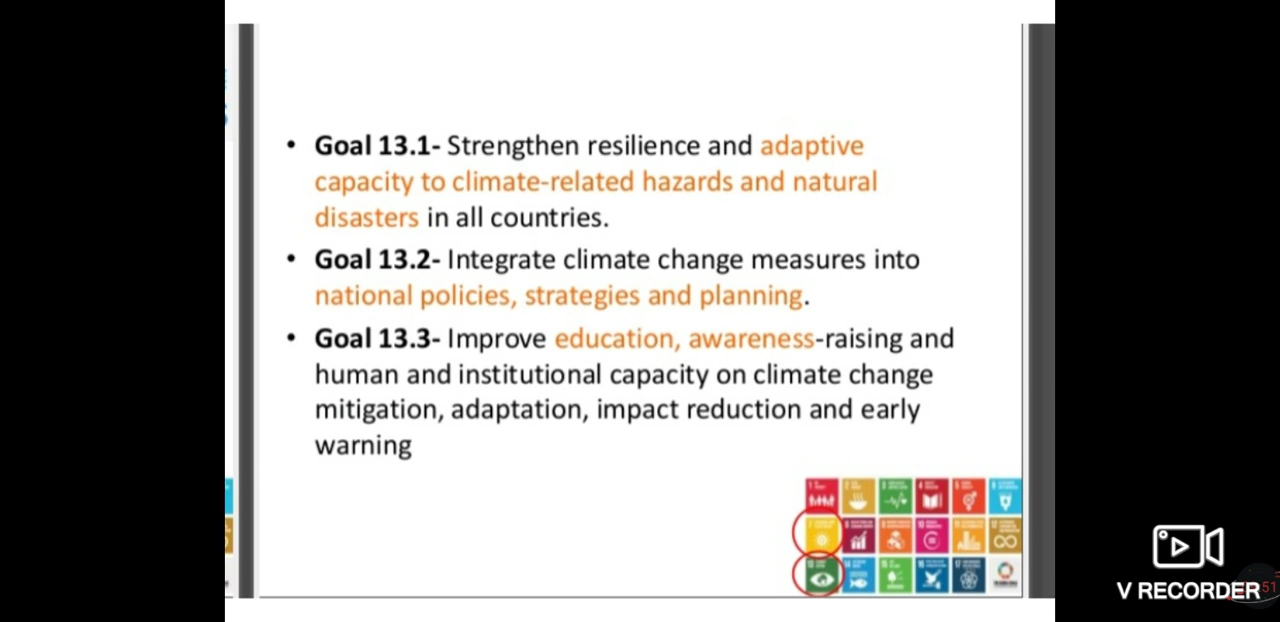 • Goal 13.1- Strengthen resilience and adaptive
capacity to climate-related hazards and natural
disasters in all countries.
• Goal 13.2- Integrate climate change measures into
national policies, strategies and planning.
• Goal 13.3- Improve education, awareness-raising and
human and institutional capacity on climate change
mitigation, adaptation, impact reduction and early
warning
V RECORDER
51